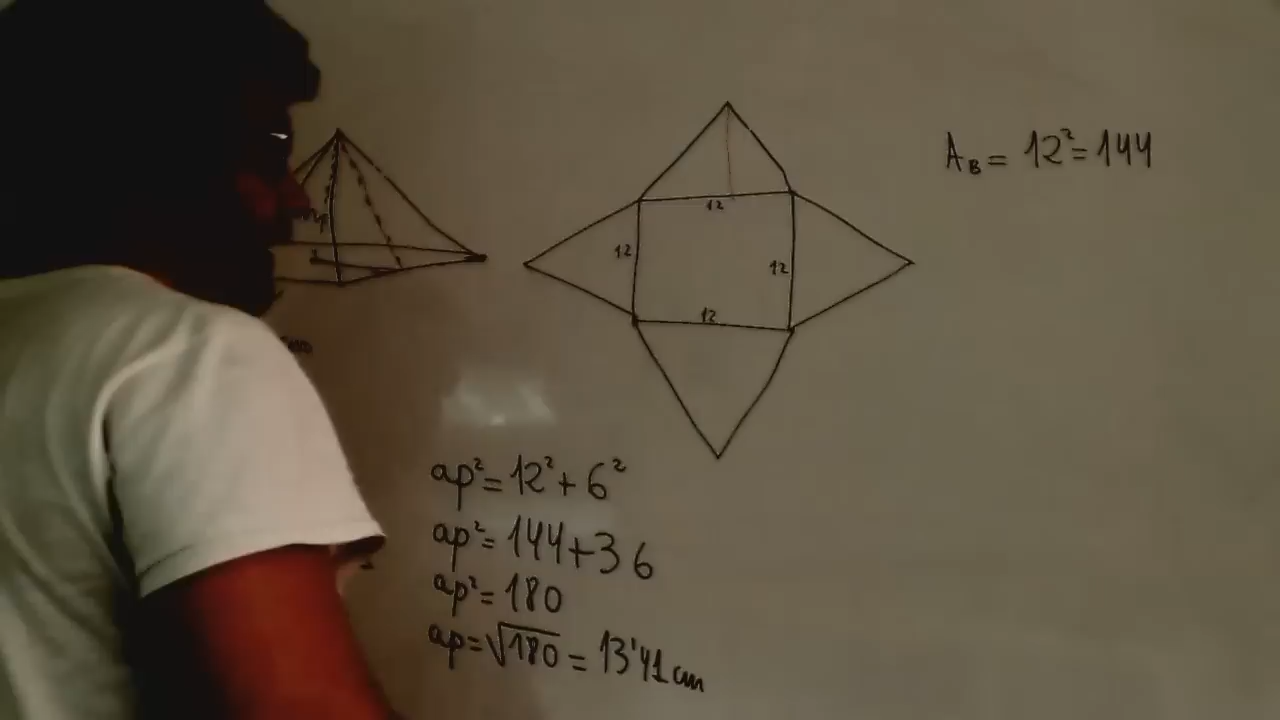 A_B = 12² = 144
12
12
12
12
ap² = 12² + 6²
ap² = 144 + 36
ap² = 180
ap = √180 = 13'41 cm